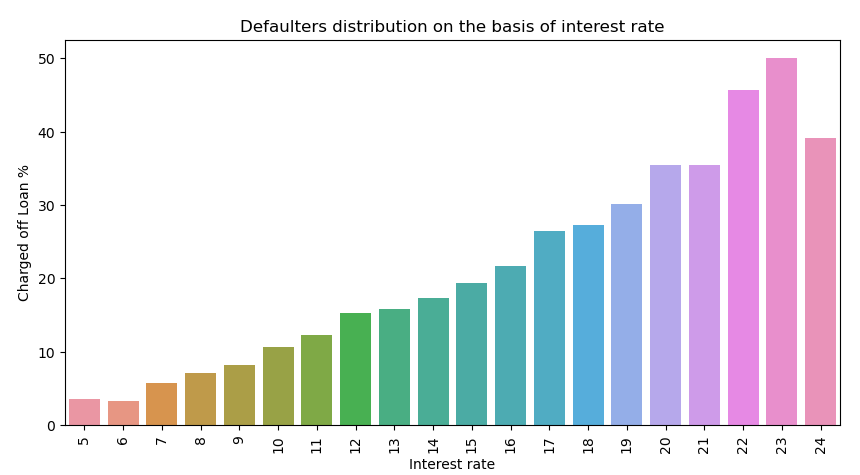 Defaulters distribution on the basis of interest rate
Charged off Loan %
50
40
30
20
10
0
5 6 7 8 9 10 11 12 13 14 15 16 17 18 19 20 21 22 23 24
Interest rate